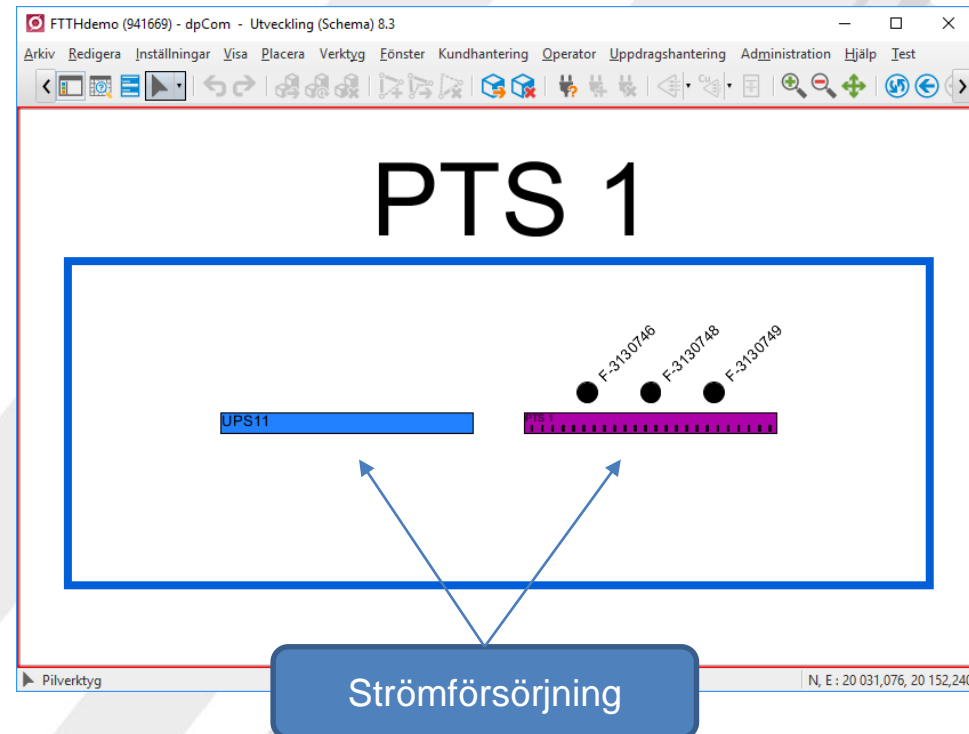 FTTHdemo (941669) - dpCom - Utveckling (Schema) 8.3
Arkiv Redigera Inställningar Visa Placera Verktyg Fönster Kundhantering Operator Uppdragshantering Administration Hjälp Test
PTS 1
F-3130746 F-3130748 F-3130749
UPS11 PTS 1
Pilverktyg N, E : 20 031,076, 20 152,240
Strömförsörjning